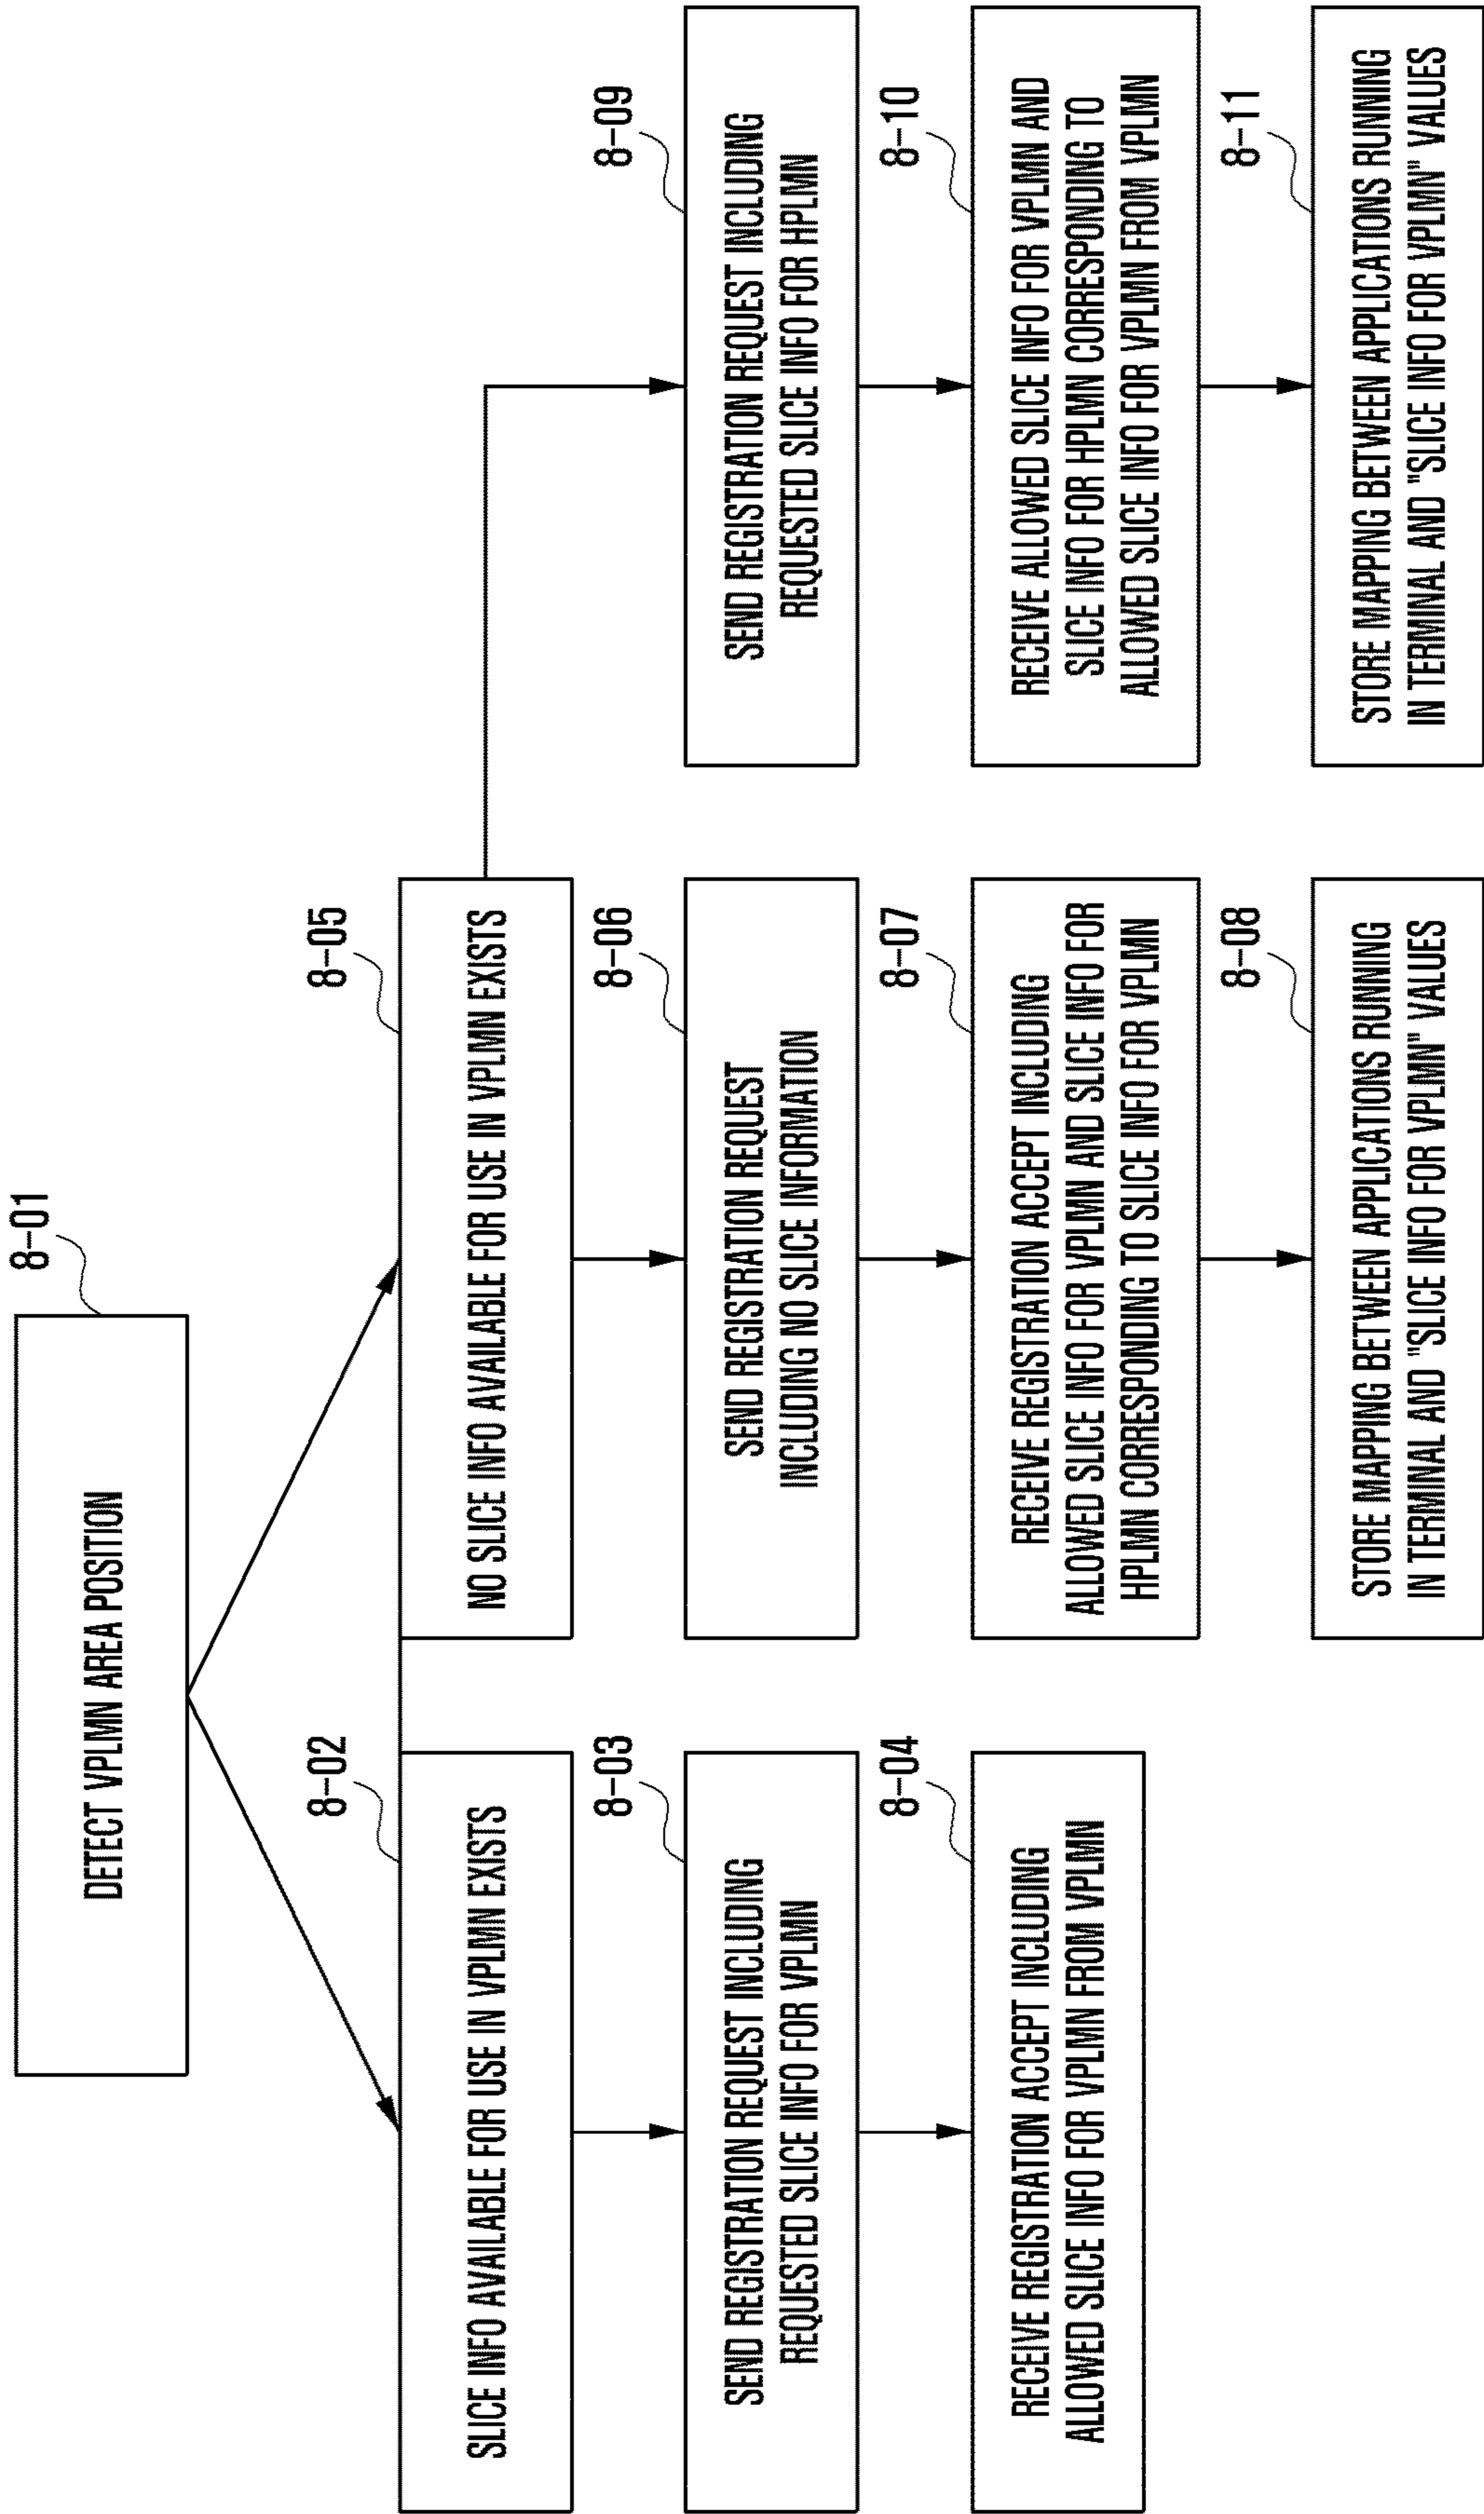 8-01
DETECT VPLMN AREA POSITION
8-02
SLICE INFO AVAILABLE FOR USE IN VPLMN EXISTS
8-03
SEND REGISTRATION REQUEST INCLUDING
REQUESTED SLICE INFO FOR VPLMN
8-04
RECEIVE REGISTRATION ACCEPT INCLUDING
ALLOWED SLICE INFO FOR VPLMN FROM VPLMN
8-05
NO SLICE INFO AVAILABLE FOR USE IN VPLMN EXISTS
8-06
SEND REGISTRATION REQUEST
INCLUDING NO SLICE INFORMATION
8-07
RECEIVE REGISTRATION ACCEPT INCLUDING
ALLOWED SLICE INFO FOR VPLMN AND SLICE INFO FOR
HPLMN CORRESPONDING TO SLICE INFO FOR VPLMN
8-08
STORE MAPPING BETWEEN APPLICATIONS RUNNING
IN TERMINAL AND "SLICE INFO FOR VPLMN" VALUES
8-09
SEND REGISTRATION REQUEST INCLUDING
REQUESTED SLICE INFO FOR HPLMN
8-10
RECEIVE ALLOWED SLICE INFO FOR VPLMN AND
SLICE INFO FOR HPLMN CORRESPONDING TO
ALLOWED SLICE INFO FOR VPLMN FROM VPLMN
8-11
STORE MAPPING BETWEEN APPLICATIONS RUNNING
IN TERMINAL AND "SLICE INFO FOR VPLMN" VALUES